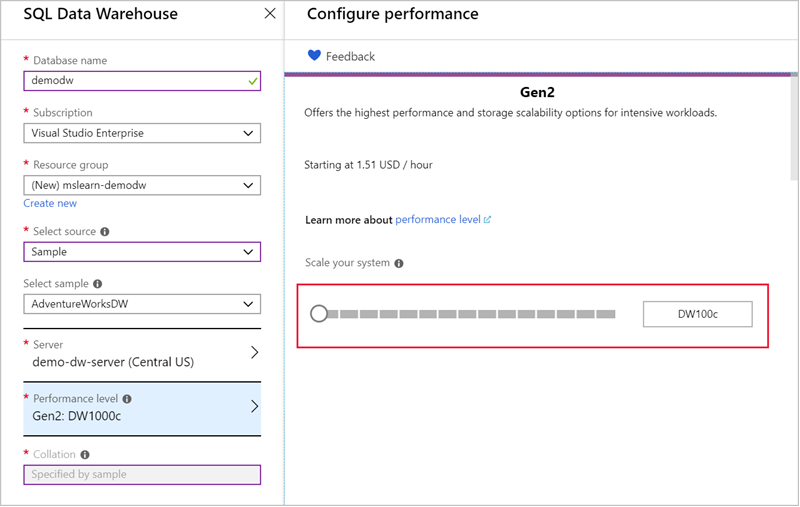 SQL Data Warehouse
* Database name
demodw
* Subscription
Visual Studio Enterprise
* Resource group
(New) mslearn-demodw
Create new
* Select source
Sample
Select sample
AdventureWorksDW
* Server
demo-dw-server (Central US)
* Performance level
Gen2: DW1000c
* Collation
Specified by sample
Configure performance
Feedback
Gen2
Offers the highest performance and storage scalability options for intensive workloads.
Starting at 1.51 USD / hour
Learn more about performance level
Scale your system
DW100c